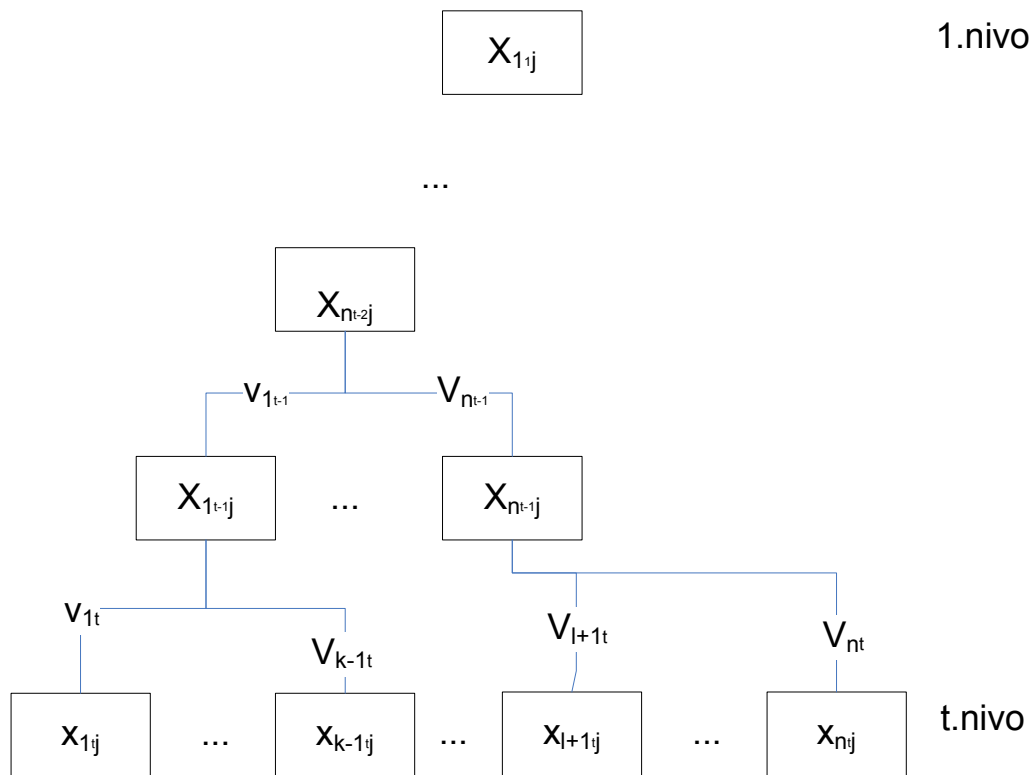 X₁₁ⱼ 1.nivo
...
Xₙₜ₋₂ⱼ
v₁ₜ₋₁ Vₙₜ₋₁
X₁ₜ₋₁ⱼ ... Xₙₜ₋₁ⱼ
v₁ₜ Vₖ₋₁ₜ Vₗ₊₁ₜ Vₙₜ
x₁ₜⱼ ... xₖ₋₁ₜⱼ ... xₗ₊₁ₜⱼ ... xₙₜⱼ t.nivo